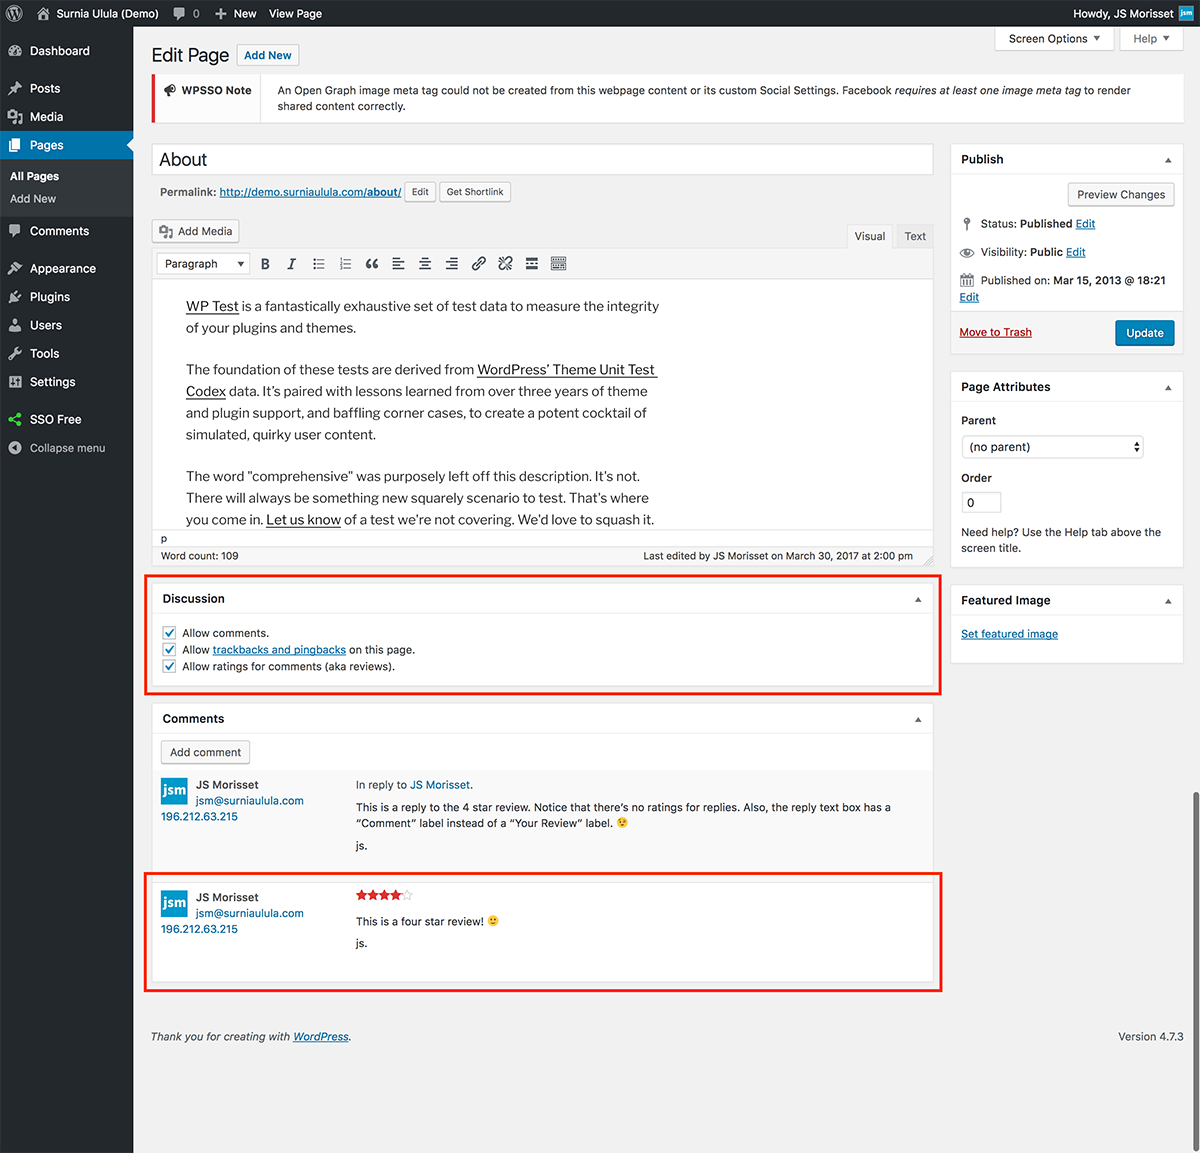 Surnia Ulula (Demo) 0 New View Page Howdy, JS Morisset jsm
Dashboard
Posts
Media
Pages
All Pages
Add New
Comments
Appearance
Plugins
Users
Tools
Settings
SSO Free
Collapse menu
Screen Options Help
Edit Page Add New
WPSSO Note An Open Graph image meta tag could not be created from this webpage content or its custom Social Settings. Facebook requires at least one image meta tag to render
shared content correctly.
About
Permalink: http://demo.surniaulula.com/about/ Edit Get Shortlink
Add Media
Visual Text
Paragraph B I
WP Test is a fantastically exhaustive set of test data to measure the integrity
of your plugins and themes.
The foundation of these tests are derived from WordPress’ Theme Unit Test
Codex data. It’s paired with lessons learned from over three years of theme
and plugin support, and baffling corner cases, to create a potent cocktail of
simulated, quirky user content.
The word "comprehensive" was purposely left off this description. It's not.
There will always be something new squarely scenario to test. That's where
you come in. Let us know of a test we're not covering. We'd love to squash it.
p
Word count: 109 Last edited by JS Morisset on March 30, 2017 at 2:00 pm
Discussion
Allow comments.
Allow trackbacks and pingbacks on this page.
Allow ratings for comments (aka reviews).
Comments
Add comment
jsm
JS Morisset
jsm@surniaulula.com
196.212.63.215
In reply to JS Morisset.
This is a reply to the 4 star review. Notice that there’s no ratings for replies. Also, the reply text box has a
“Comment” label instead of a “Your Review” label. 😉
js.
jsm
JS Morisset
jsm@surniaulula.com
196.212.63.215
★★★★☆
This is a four star review! 🙂
js.
Publish
Preview Changes
Status: Published Edit
Visibility: Public Edit
Published on: Mar 15, 2013 @ 18:21
Edit
Move to Trash Update
Page Attributes
Parent
(no parent)
Order
0
Need help? Use the Help tab above the
screen title.
Featured Image
Set featured image
Thank you for creating with WordPress. Version 4.7.3